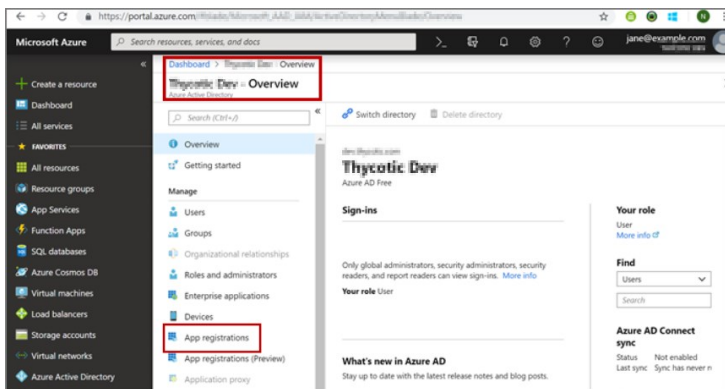 https://portal.azure.com
Microsoft Azure
Search resources, services, and docs
jane@example.com
Create a resource
Dashboard
All services
FAVORITES
All resources
Resource groups
App Services
Function Apps
SQL databases
Azure Cosmos DB
Virtual machines
Load balancers
Storage accounts
Virtual networks
Azure Active Directory
Dashboard > Thycotic Dev - Overview
Thycotic Dev - Overview
Azure Active Directory
Search (Ctrl+/)
Overview
Getting started
Manage
Users
Groups
Organizational relationships
Roles and administrators
Enterprise applications
Devices
App registrations
App registrations (Preview)
Application proxy
Switch directory
Delete directory
Thycotic Dev
Azure AD Free
Sign-ins
Only global administrators, security administrators, security
readers, and report readers can view sign-ins. More info
Your role User
What's new in Azure AD
Stay up to date with the latest release notes and blog posts.
Your role
User
More info
Find
Users
Search
Azure AD Connect
sync
Status Not enabled
Last sync Sync has never